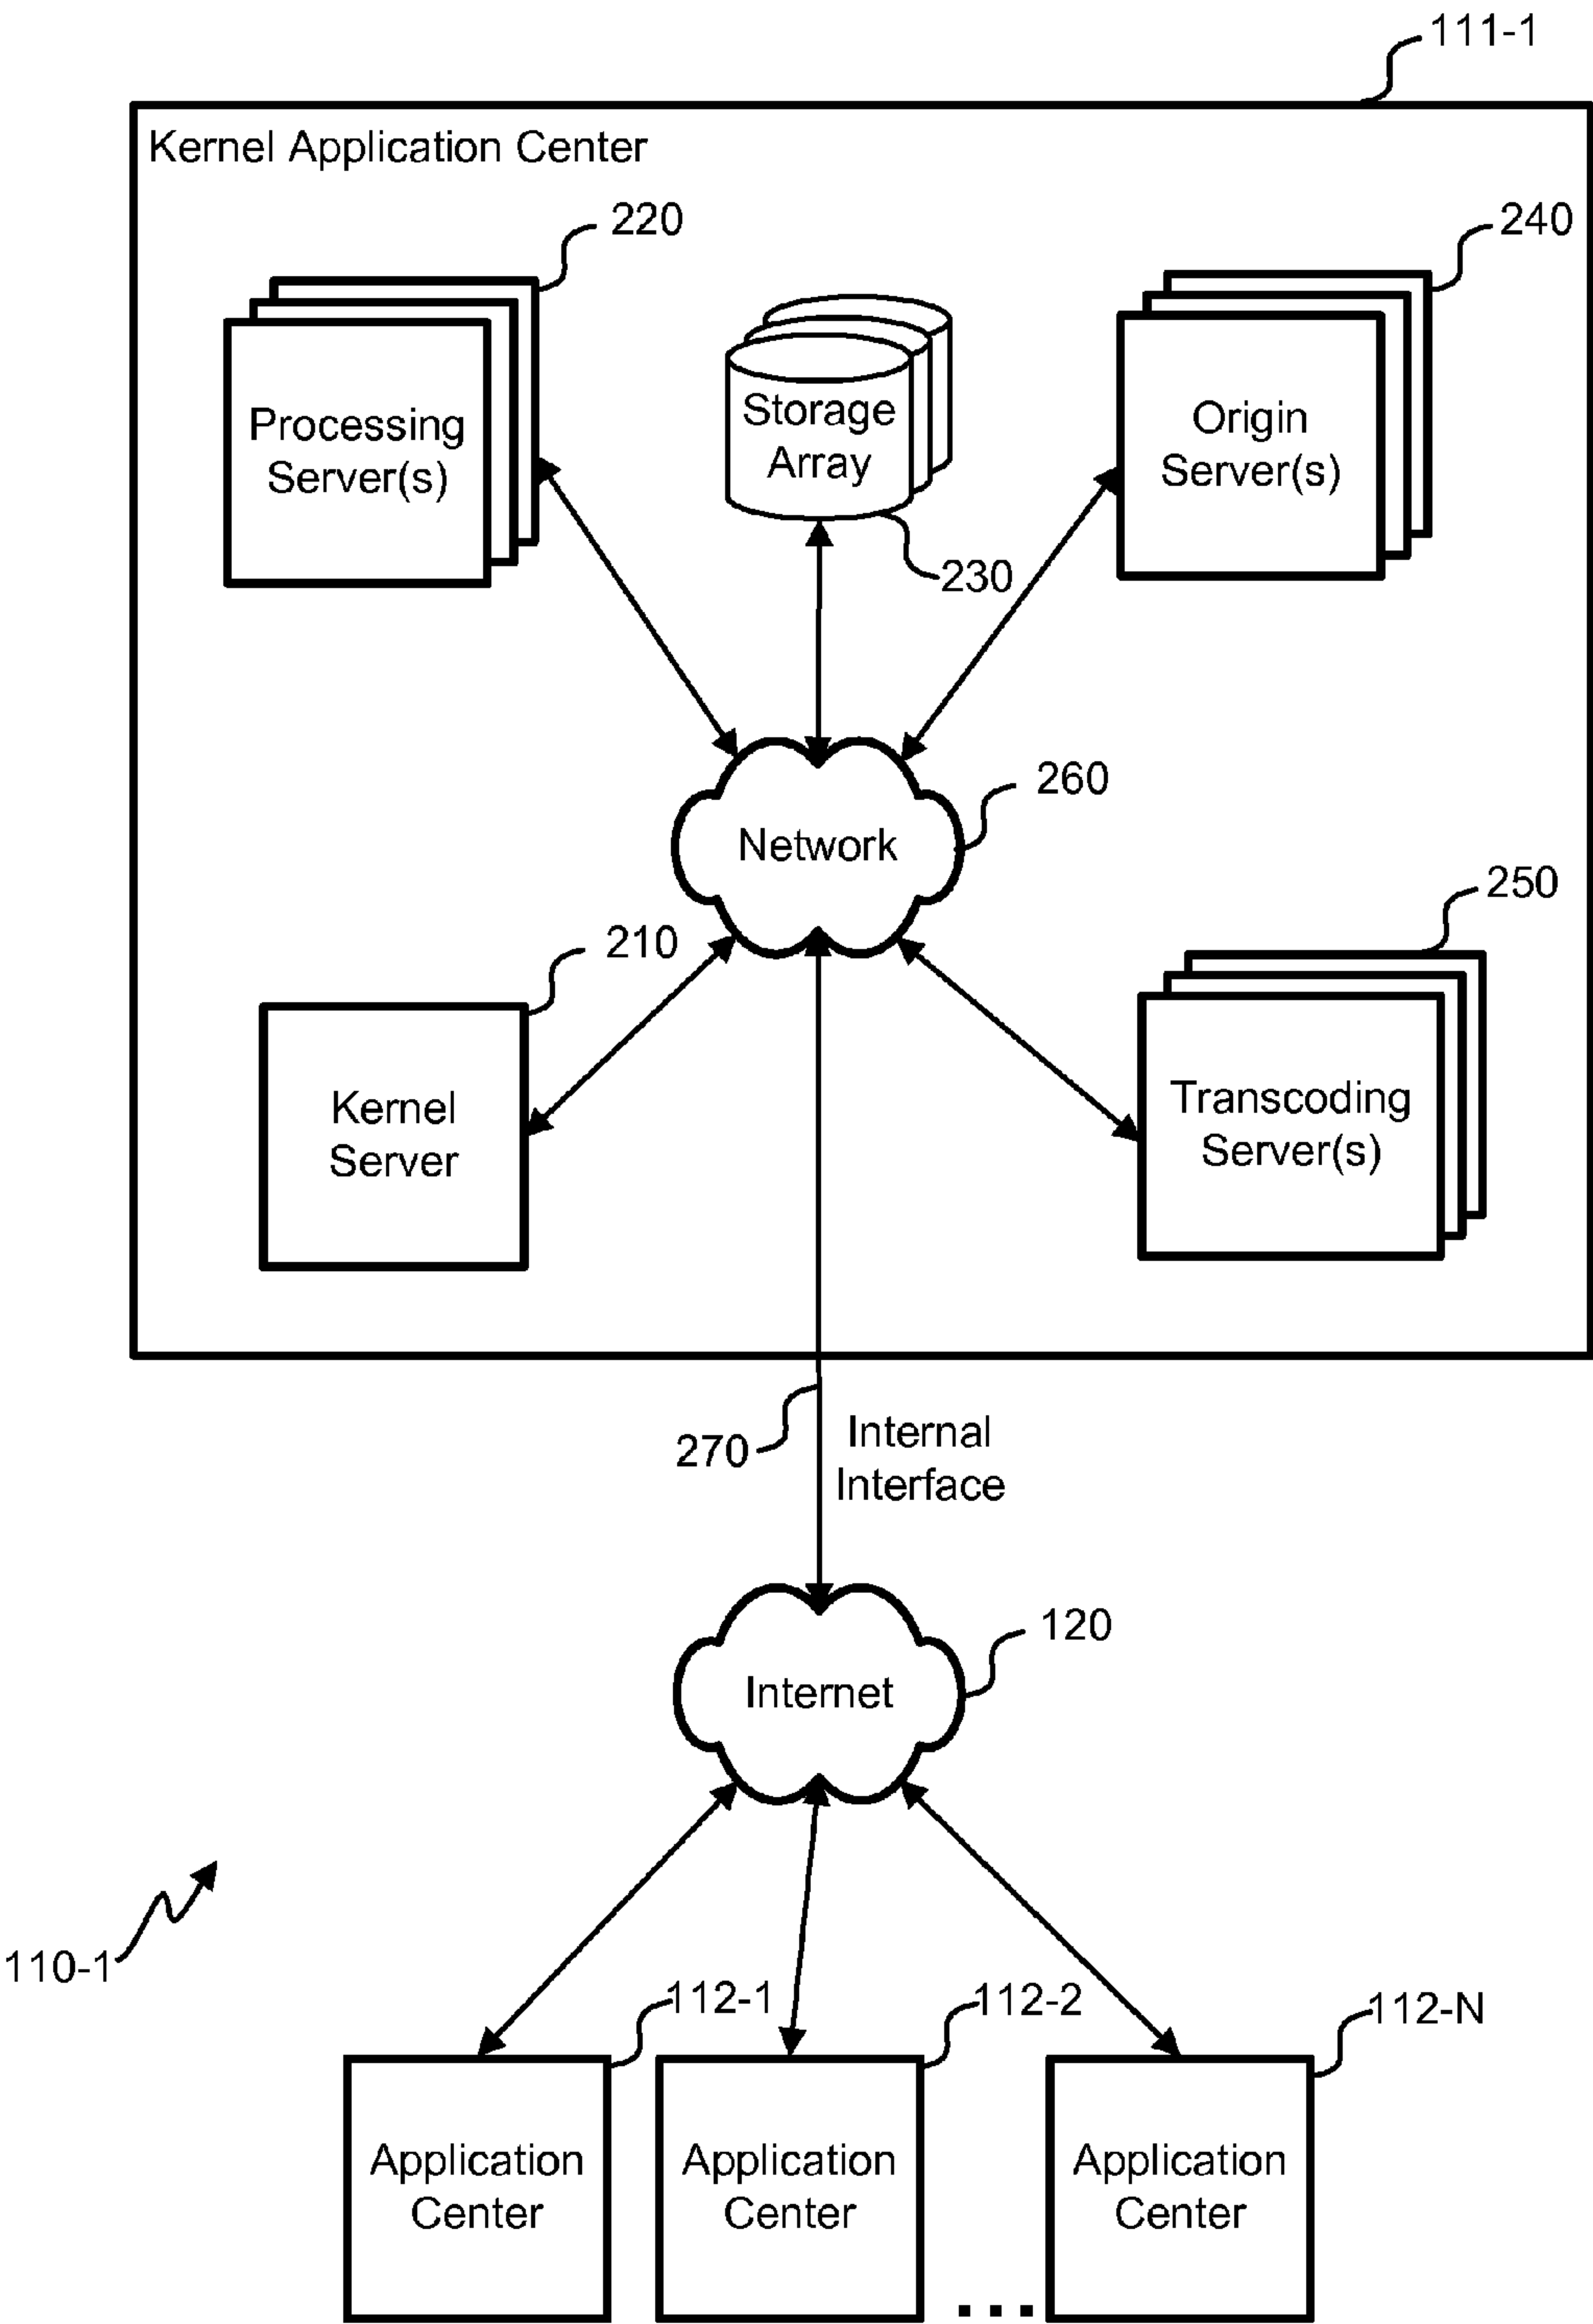 111-1
Kernel Application Center
220
240
Processing
Server(s)
Storage
Array
Origin
Server(s)
230
260
Network
250
210
Kernel
Server
Transcoding
Server(s)
270
Internal
Interface
120
Internet
110-1
112-1
112-2
112-N
Application
Center
Application
Center
...
Application
Center